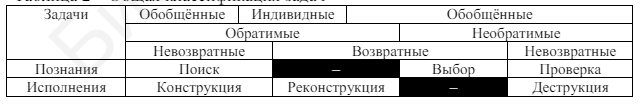 Таблица 2 – Общая классификация задач
Задачи Обобщённые Индивидные Обобщённые
Обратимые Необратимые
Невозвратные Возвратные Невозвратные
Познания Поиск – Выбор Проверка
Исполнения Конструкция Реконструкция – Деструкция